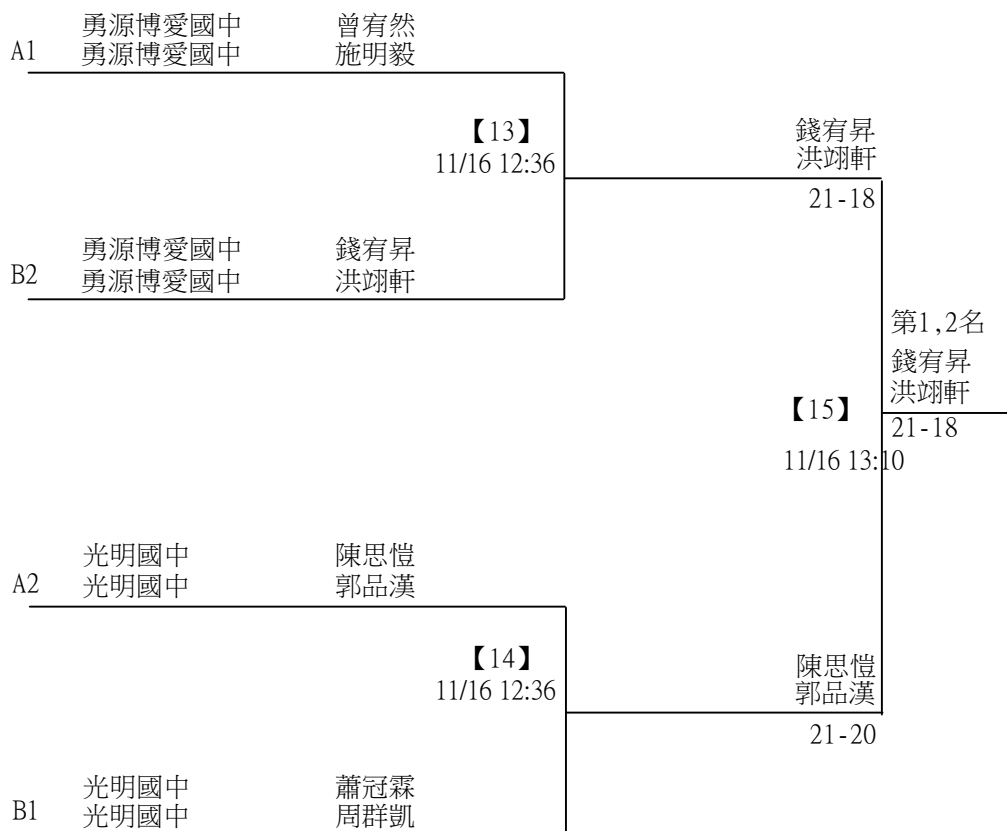 勇源博愛國中 曾宥然
A1 勇源博愛國中 施明毅
【13】
11/16 12:36
錢宥昇
洪翊軒
21-18
勇源博愛國中 錢宥昇
B2 勇源博愛國中 洪翊軒
第1,2名
錢宥昇
洪翊軒
【15】
21-18
11/16 13:10
光明國中 陳思愷
A2 光明國中 郭品漢
【14】
11/16 12:36
陳思愷
郭品漢
21-20
光明國中 蕭冠霖
B1 光明國中 周群凱